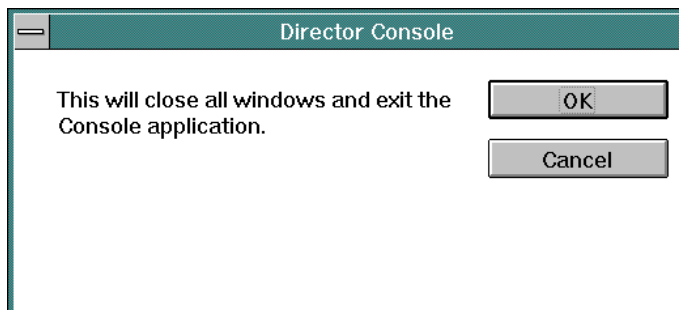 Director Console
This will close all windows and exit the
Console application.
OK
Cancel